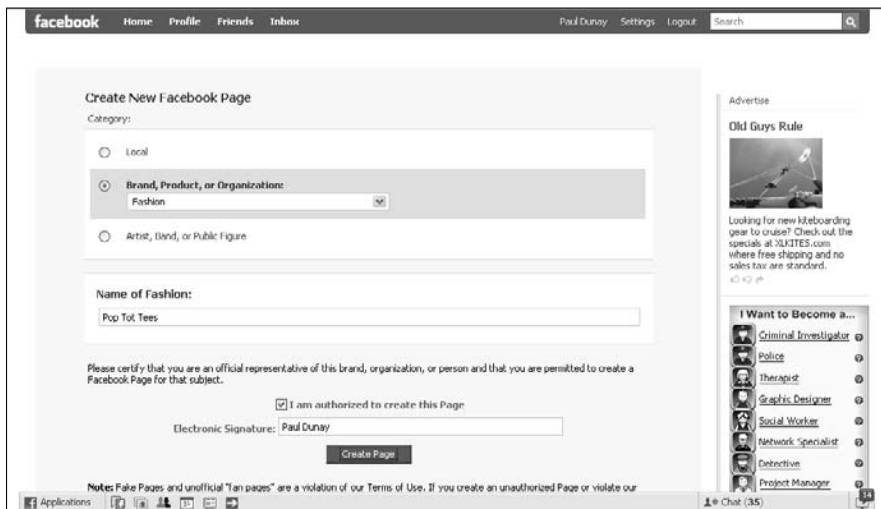 facebook Home Profile Friends Inbox Paul Dunay Settings Logout Search
Create New Facebook Page
Category:
Local
Brand, Product, or Organization:
Fashion
Artist, Band, or Public Figure
Name of Fashion:
Pop Tot Tees
Please certify that you are an official representative of this brand, organization, or person and that you are permitted to create a
Facebook Page for that subject.
I am authorized to create this Page
Electronic Signature: Paul Dunay
Create Page
Note: Fake Pages and unofficial "fan pages" are a violation of our Terms of Use. If you create an unauthorized Page or violate our
Advertise
Old Guys Rule
Looking for new kiteboarding
gear to cruise? Check out the
specials at XLKITES.com
where free shipping and no
sales tax are standard.
I Want to Become a...
Criminal Investigator
Police
Therapist
Graphic Designer
Social Worker
Network Specialist
Detective
Project Manager
Applications 31 Chat (35) 14